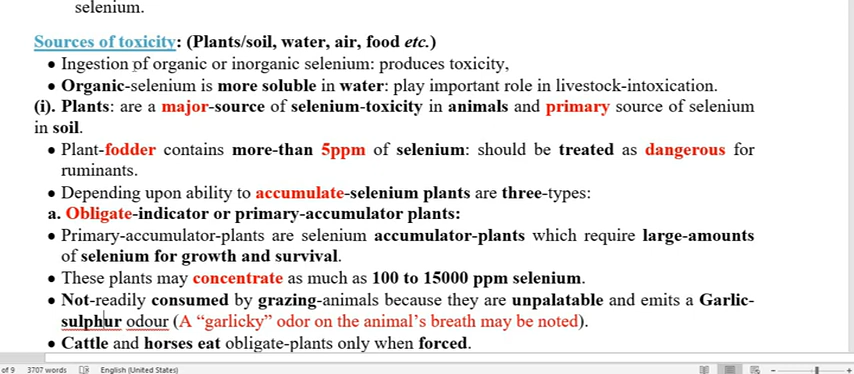 selenium.
Sources of toxicity: (Plants/soil, water, air, food etc.)
• Ingestion of organic or inorganic selenium: produces toxicity,
• Organic-selenium is more soluble in water: play important role in livestock-intoxication.
(i). Plants: are a major-source of selenium-toxicity in animals and primary source of selenium
in soil.
• Plant-fodder contains more-than 5ppm of selenium: should be treated as dangerous for
ruminants.
• Depending upon ability to accumulate-selenium plants are three-types:
a. Obligate-indicator or primary-accumulator plants:
• Primary-accumulator-plants are selenium accumulator-plants which require large-amounts
of selenium for growth and survival.
• These plants may concentrate as much as 100 to 15000 ppm selenium.
• Not-readily consumed by grazing-animals because they are unpalatable and emits a Garlic-
sulphur odour (A “garlicky” odor on the animal’s breath may be noted).
• Cattle and horses eat obligate-plants only when forced.
of 9 3707 words English (United States)